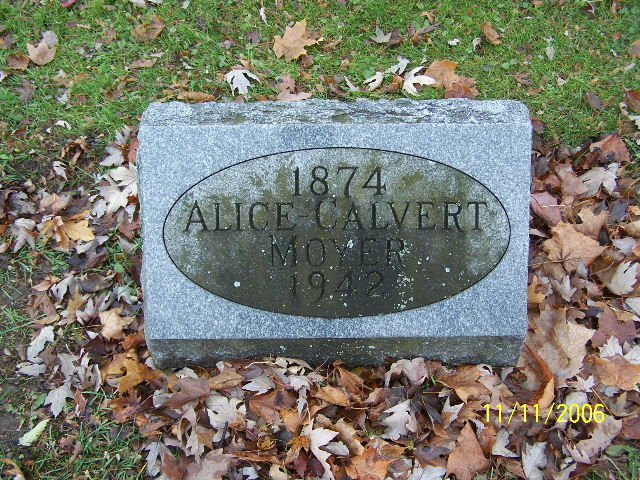 1874
ALICE-CALVERT
MOYER
1942
11/11/2006